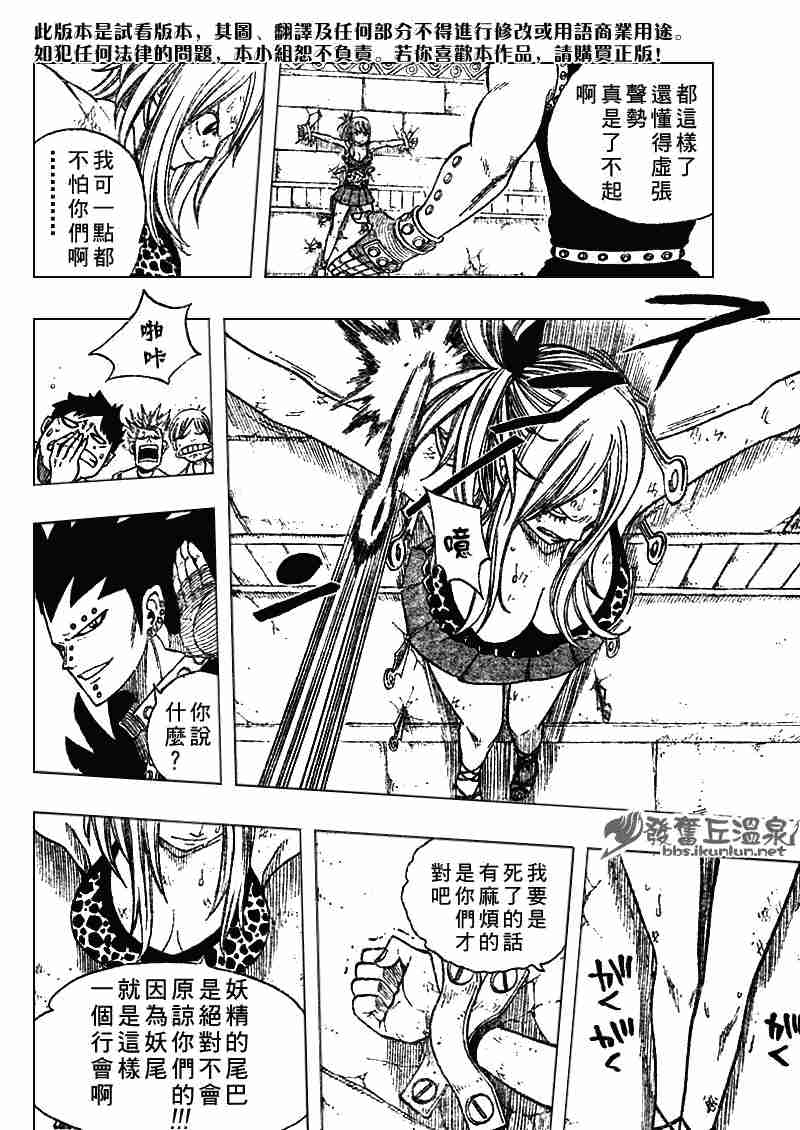 此版本是試看版本，其圖、翻譯及任何部分不得進行修改或用語商業用途。
如犯任何法律的問題，本小組恕不負責。若你喜歡本作品，請購買正版！
都這樣了
還懂得虛張
聲勢
真是了不起
啊
我可一點都
不怕你們啊
………
啪咔
噫
你說
什麼?
發奮丘溫泉
bbs.ikunlun.net
我要是
死了的話
有麻煩的
是你們才
對吧
妖精的尾巴
是絕對不會
原諒你們的!!!
因為妖尾
就是這樣
一個行會啊